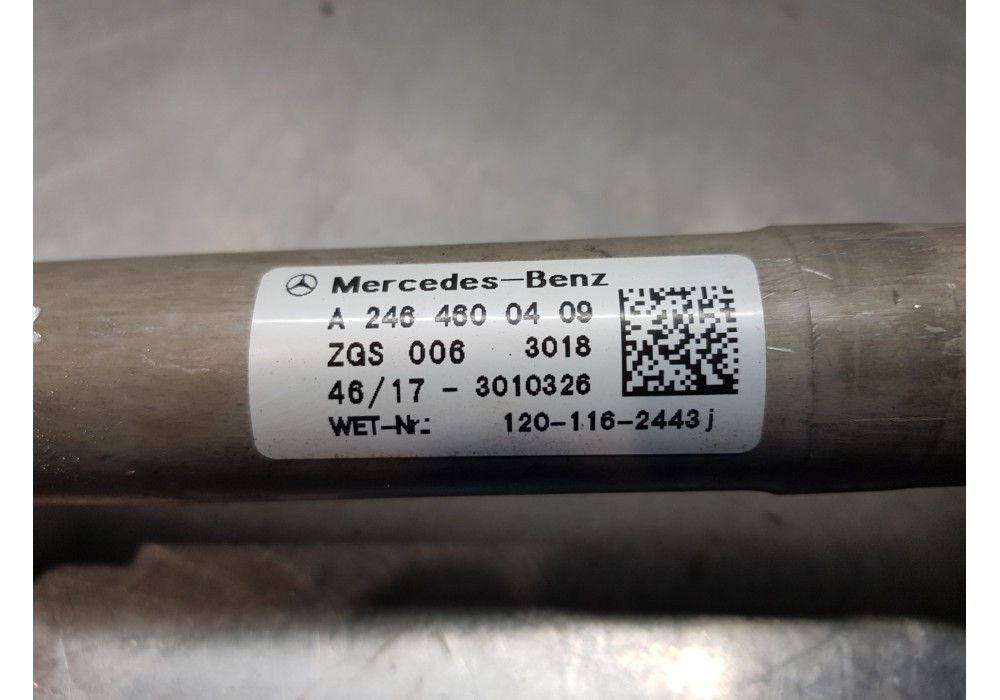 Mercedes-Benz
A 246 460 04 09
ZGS 006 3018
46/17 - 3010326
WET-Nr.: 120-116-2443j